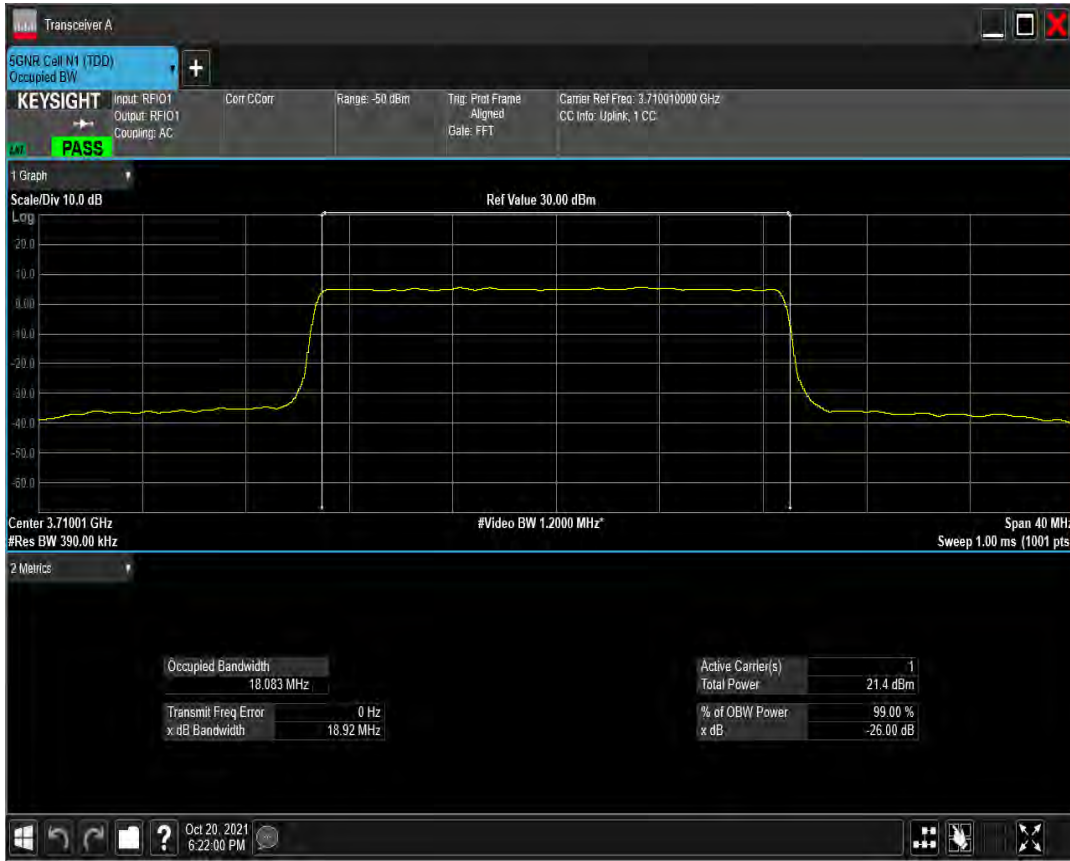 Transceiver A
5GNR Cell N1 (TDD)
Occupied BW
+
KEYSIGHT
Input: RFIO1
Output: RFIO1
Coupling: AC
Corr CCorr
Range: -50 dBm
Trig: Prot Frame
Aligned
Gate: FFT
Carrier Ref Freq: 3.710010000 GHz
CC Info: Uplink, 1 CC
PASS
1 Graph
Scale/Div 10.0 dB
Ref Value 30.00 dBm
Log
20.0
10.0
0.00
-10.0
-20.0
-30.0
-40.0
-50.0
-60.0
Center 3.71001 GHz
#Video BW 1.2000 MHz*
Span 40 MHz
#Res BW 390.00 kHz
Sweep 1.00 ms (1001 pts
2 Metrics
Occupied Bandwidth
18.083 MHz
Transmit Freq Error 0 Hz
x dB Bandwidth 18.92 MHz
Active Carrier(s) 1
Total Power 21.4 dBm
% of OBW Power 99.00 %
x dB -26.00 dB
?
Oct 20, 2021
6:22:00 PM